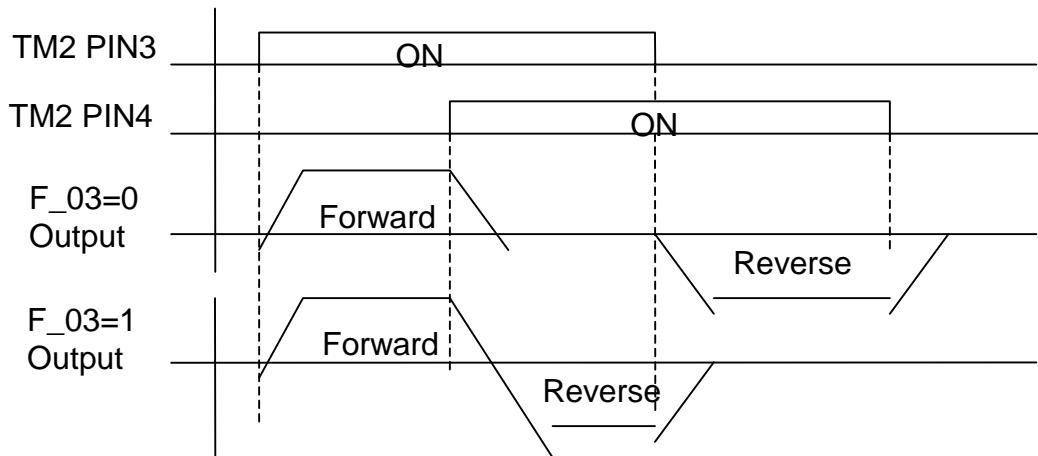 TM2 PIN3
ON
TM2 PIN4
ON
F_03=0
Output
Forward
Reverse
F_03=1
Output
Forward
Reverse